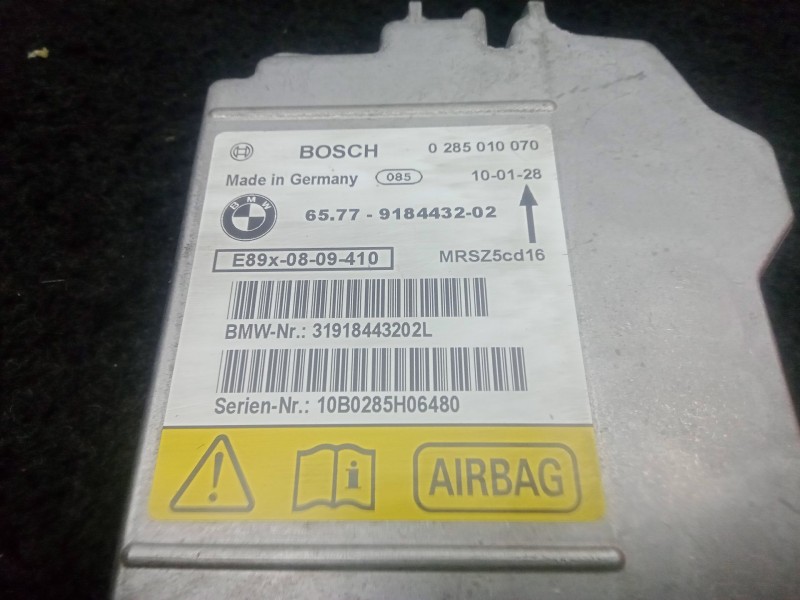 BOSCH 0 285 010 070
Made in Germany 085 10-01-28
BMW 65.77 - 9184432-02
E89x-08-09-410 MRSZ5cd16
BMW-Nr.: 31918443202L
Serien-Nr.: 10B0285H06480
! i AIRBAG